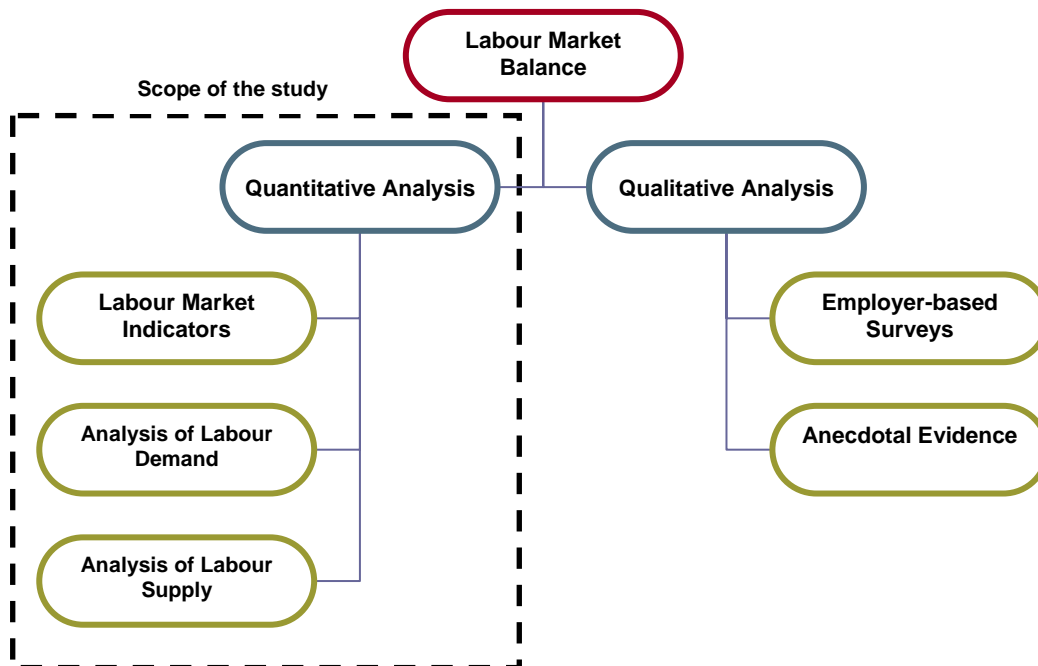 Labour Market
Balance
Scope of the study
Quantitative Analysis
Qualitative Analysis
Labour Market
Indicators
Employer-based
Surveys
Analysis of Labour
Demand
Anecdotal Evidence
Analysis of Labour
Supply